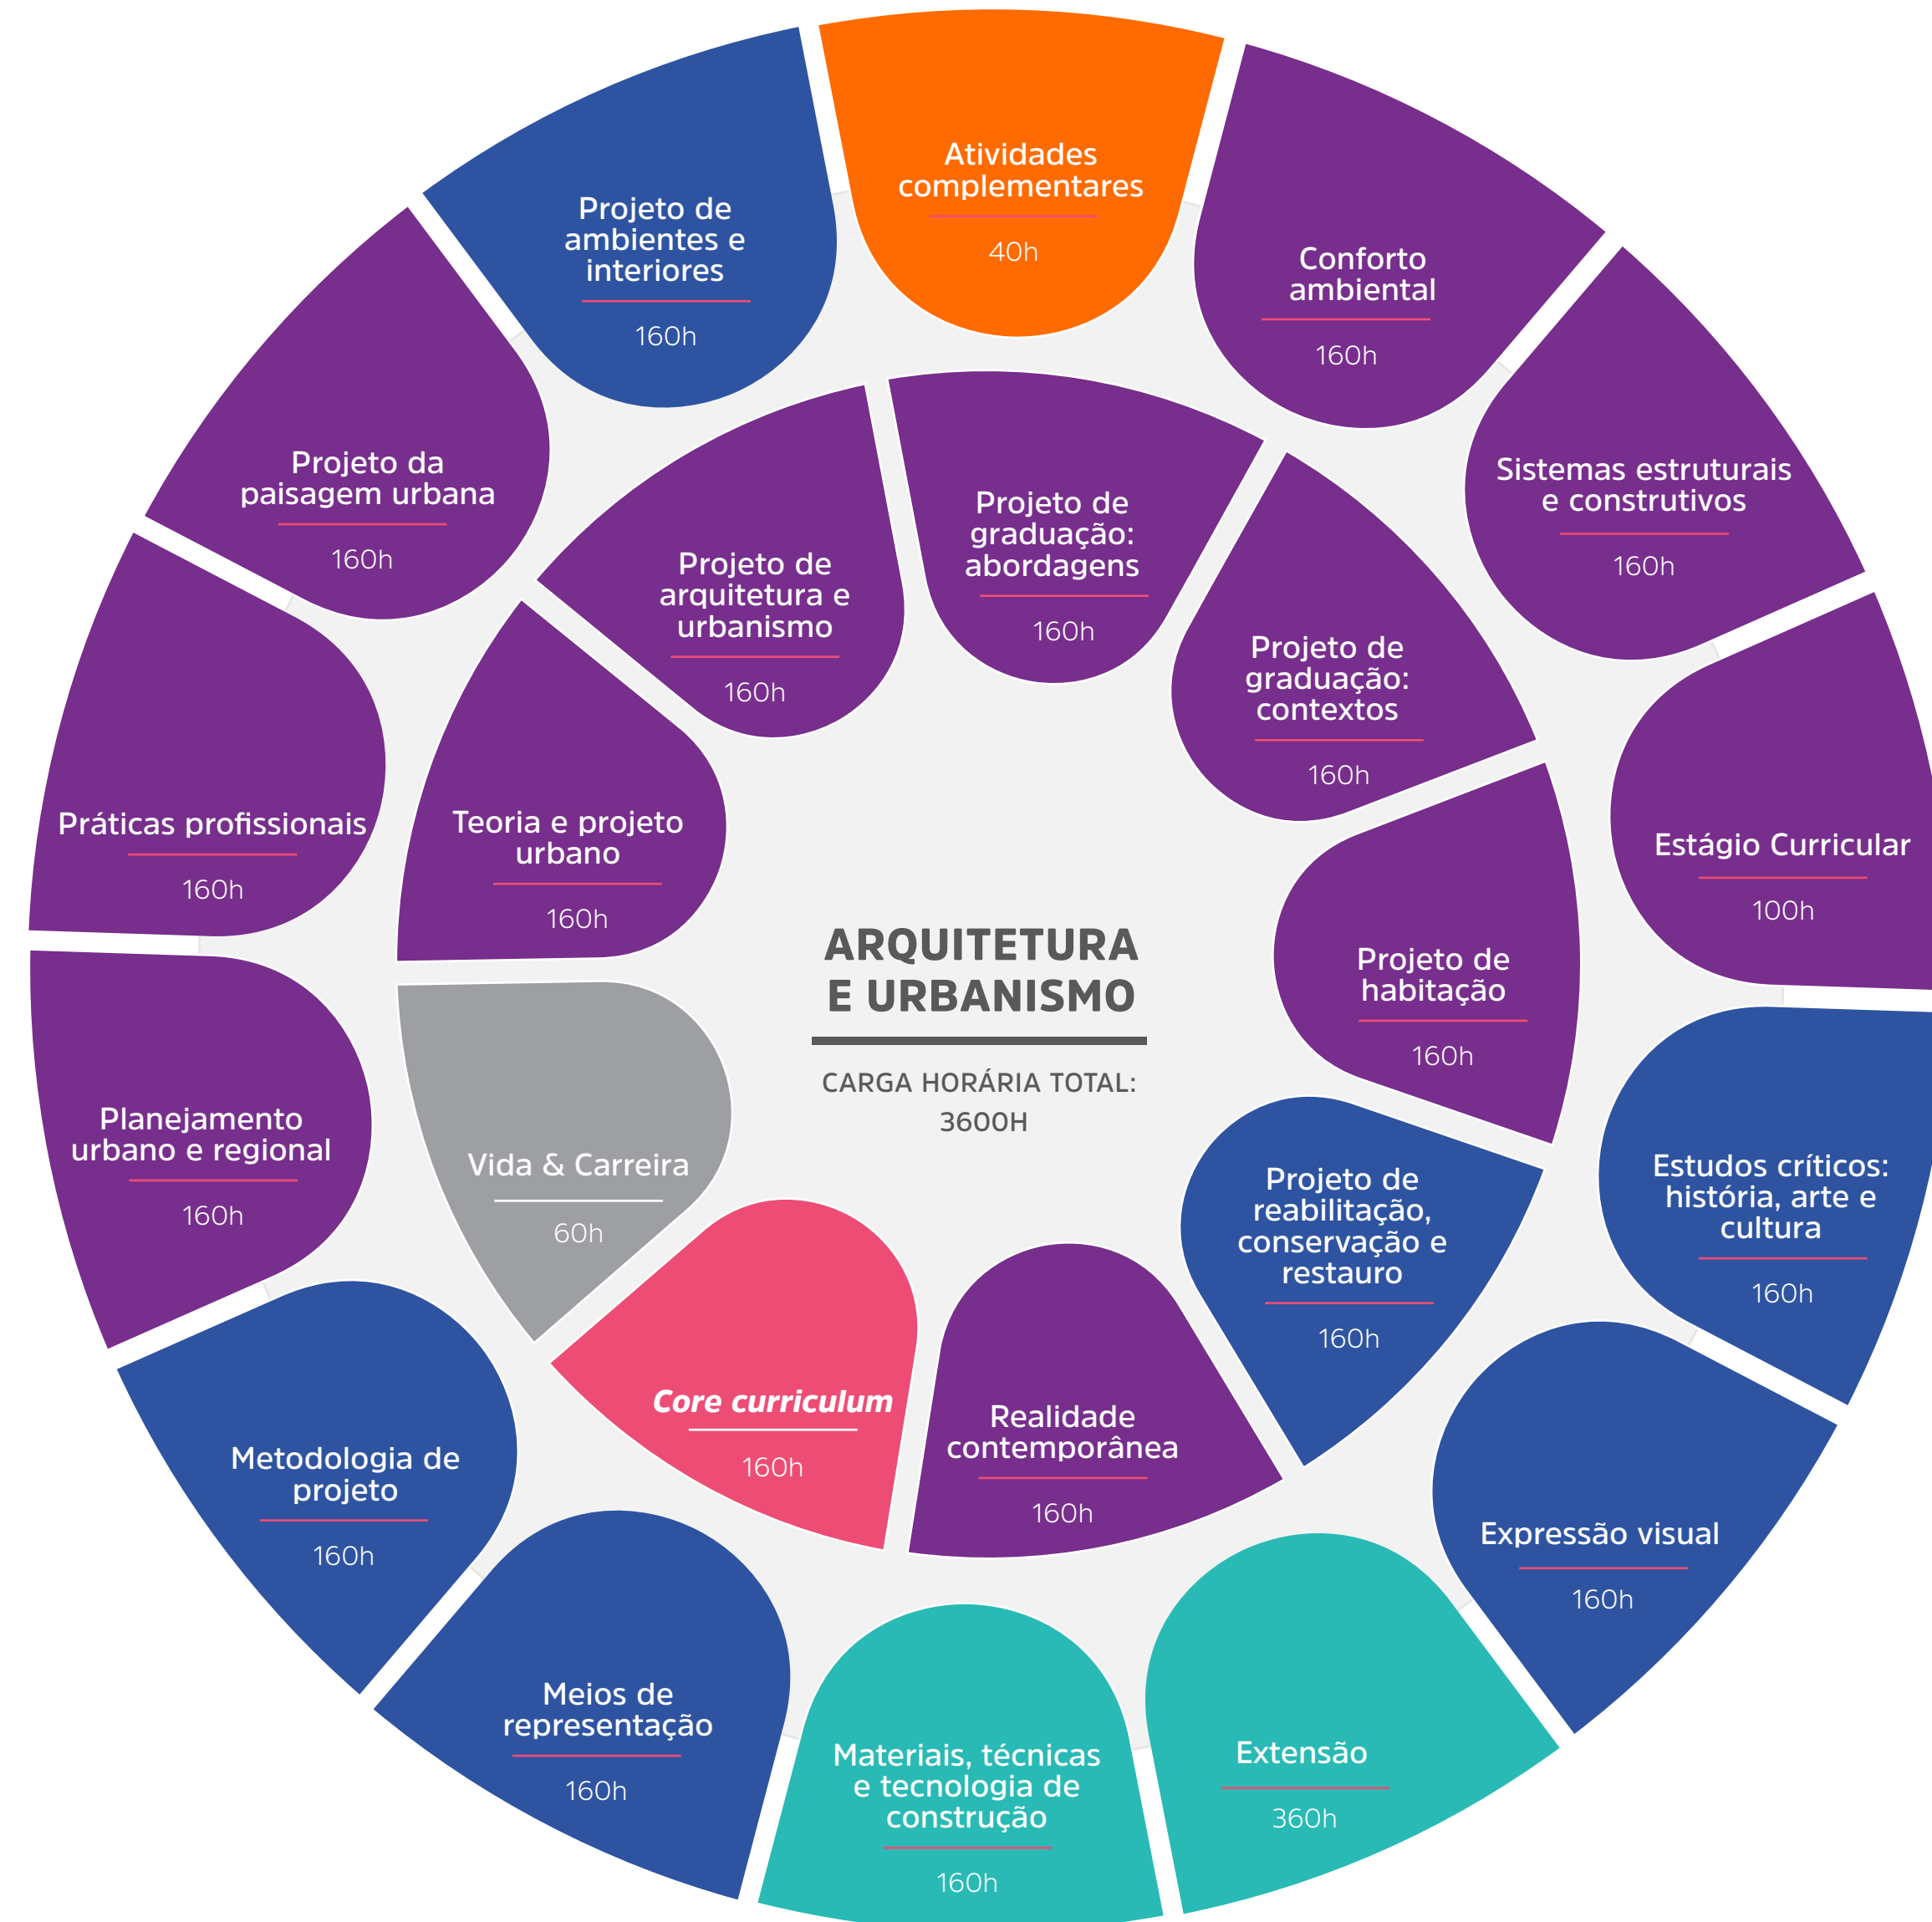 Atividades
complementares
40h
Conforto
ambiental
160h
Sistemas estruturais
e construtivos
160h
Estágio Curricular
100h
Estudos críticos:
história, arte e
cultura
160h
Expressão visual
160h
Extensão
360h
Materiais, técnicas
e tecnologia de
construção
160h
Meios de
representação
160h
Metodologia de
projeto
160h
Planejamento
urbano e regional
160h
Práticas profissionais
160h
Projeto da
paisagem urbana
160h
Projeto de
ambientes e
interiores
160h
Projeto de
graduação:
abordagens
160h
Projeto de
graduação:
contextos
160h
Projeto de
habitação
160h
Projeto de
reabilitação,
conservação e
restauro
160h
Realidade
contemporânea
160h
Core curriculum
160h
Vida & Carreira
60h
Teoria e projeto
urbano
160h
Projeto de
arquitetura e
urbanismo
160h
ARQUITETURA
E URBANISMO
CARGA HORÁRIA TOTAL:
3600H